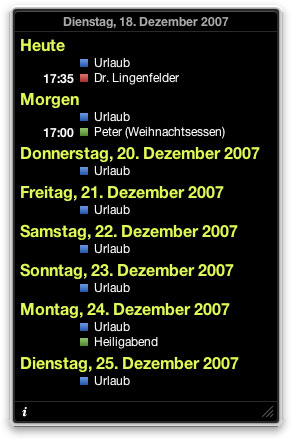 Dienstag, 18. Dezember 2007
Heute
Urlaub
17:35 Dr. Lingenfelder
Morgen
Urlaub
17:00 Peter (Weihnachtsessen)
Donnerstag, 20. Dezember 2007
Urlaub
Freitag, 21. Dezember 2007
Urlaub
Samstag, 22. Dezember 2007
Urlaub
Sonntag, 23. Dezember 2007
Urlaub
Montag, 24. Dezember 2007
Urlaub
Heiligabend
Dienstag, 25. Dezember 2007
Urlaub
i